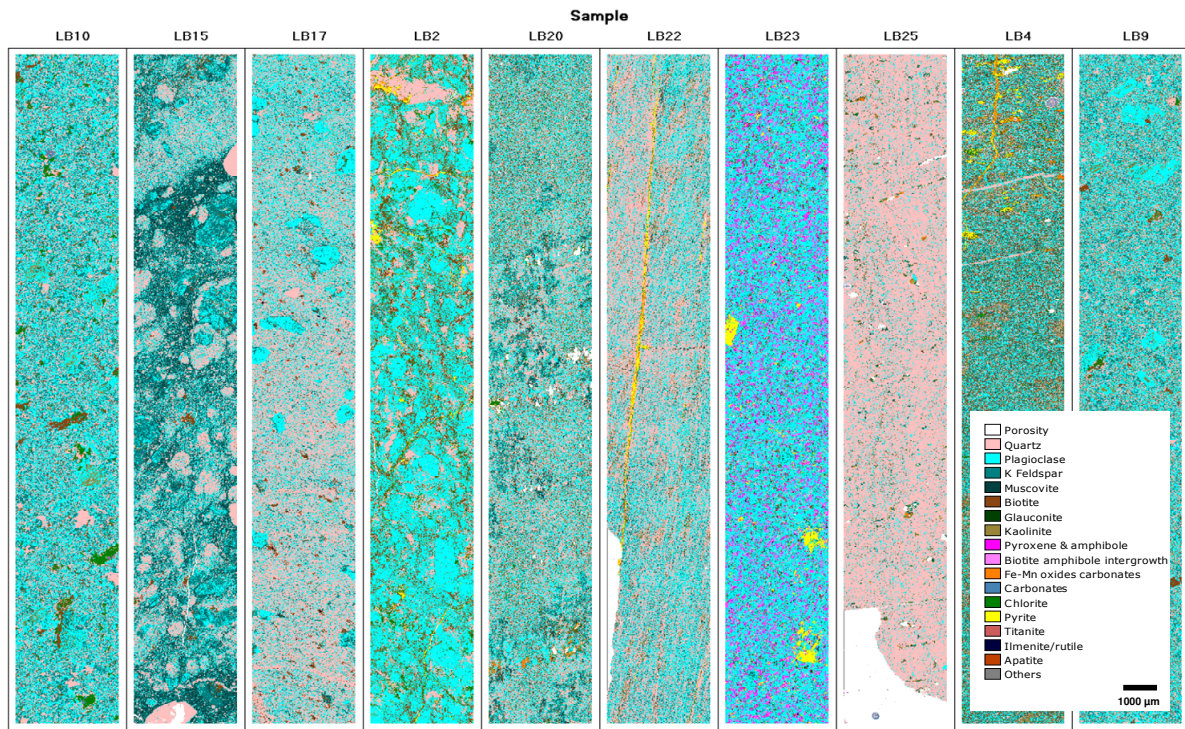 Sample
LB10 LB15 LB17 LB2 LB20 LB22 LB23 LB25 LB4 LB9
Porosity
Quartz
Plagioclase
K Feldspar
Muscovite
Biotite
Glauconite
Kaolinite
Pyroxene & amphibole
Biotite amphibole intergrowth
Fe-Mn oxides carbonates
Carbonates
Chlorite
Pyrite
Titanite
Ilmenite/rutile
Apatite
Others
1000 µm